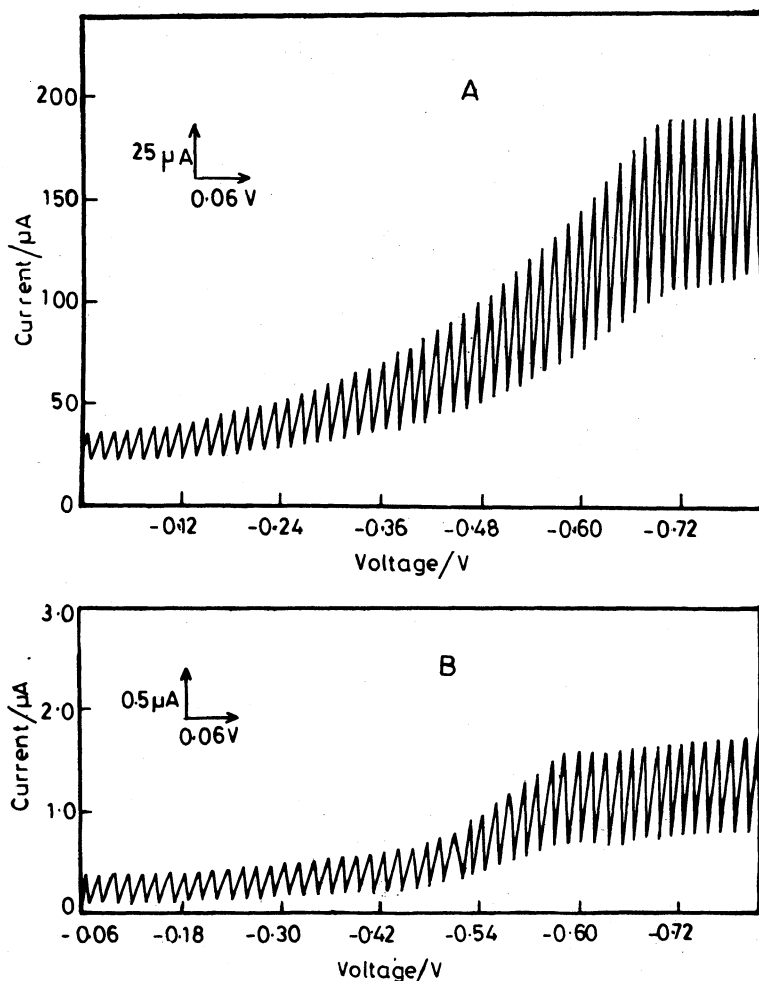 A
200
25 µA
0.06 V
150
Current/µA
100
50
0
-0.12 -0.24 -0.36 -0.48 -0.60 -0.72
Voltage/V
3.0
B
0.5µA
2.0
0.06V
Current/µA
1.0
0
-0.06 -0.18 -0.30 -0.42 -0.54 -0.60 -0.72
Voltage/V